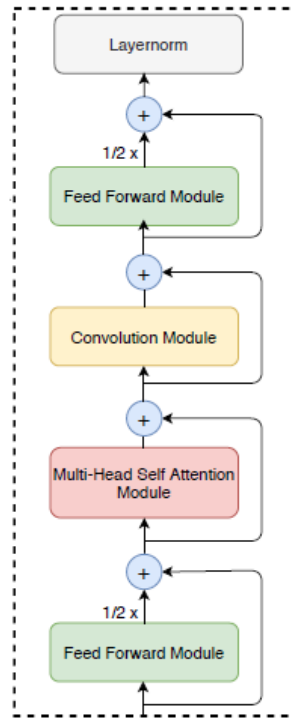 Layernorm
+
1/2 x
Feed Forward Module
+
Convolution Module
+
Multi-Head Self Attention
Module
+
1/2 x
Feed Forward Module